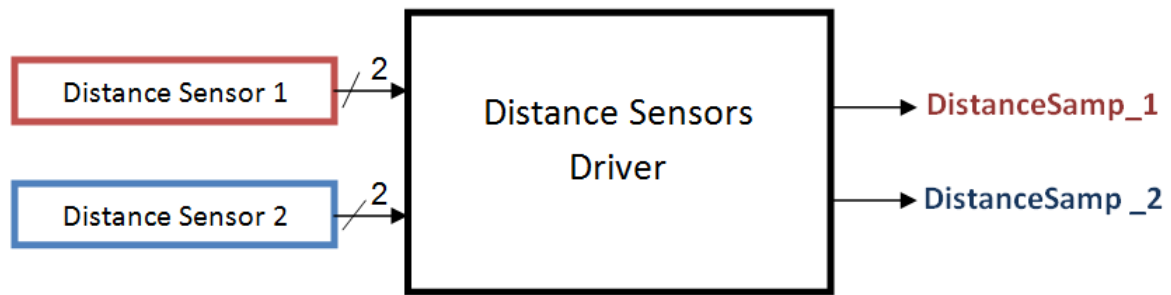 Distance Sensor 1
2
Distance Sensors
Driver
DistanceSamp_1
Distance Sensor 2
2
DistanceSamp _2